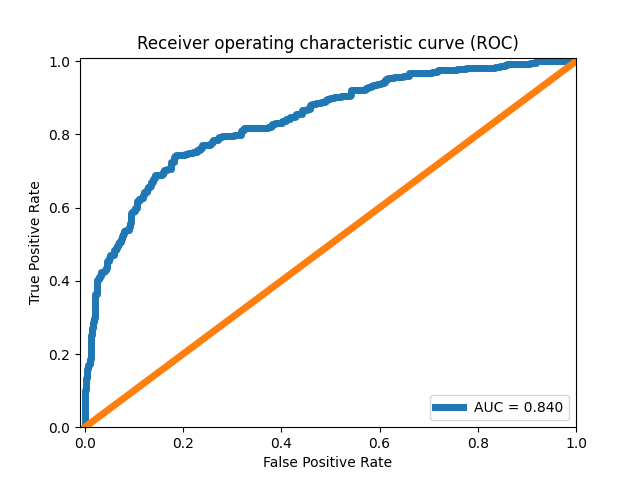 Receiver operating characteristic curve (ROC)
True Positive Rate
1.0
0.8
0.6
0.4
0.2
0.0
0.0 0.2 0.4 0.6 0.8 1.0
False Positive Rate
AUC = 0.840